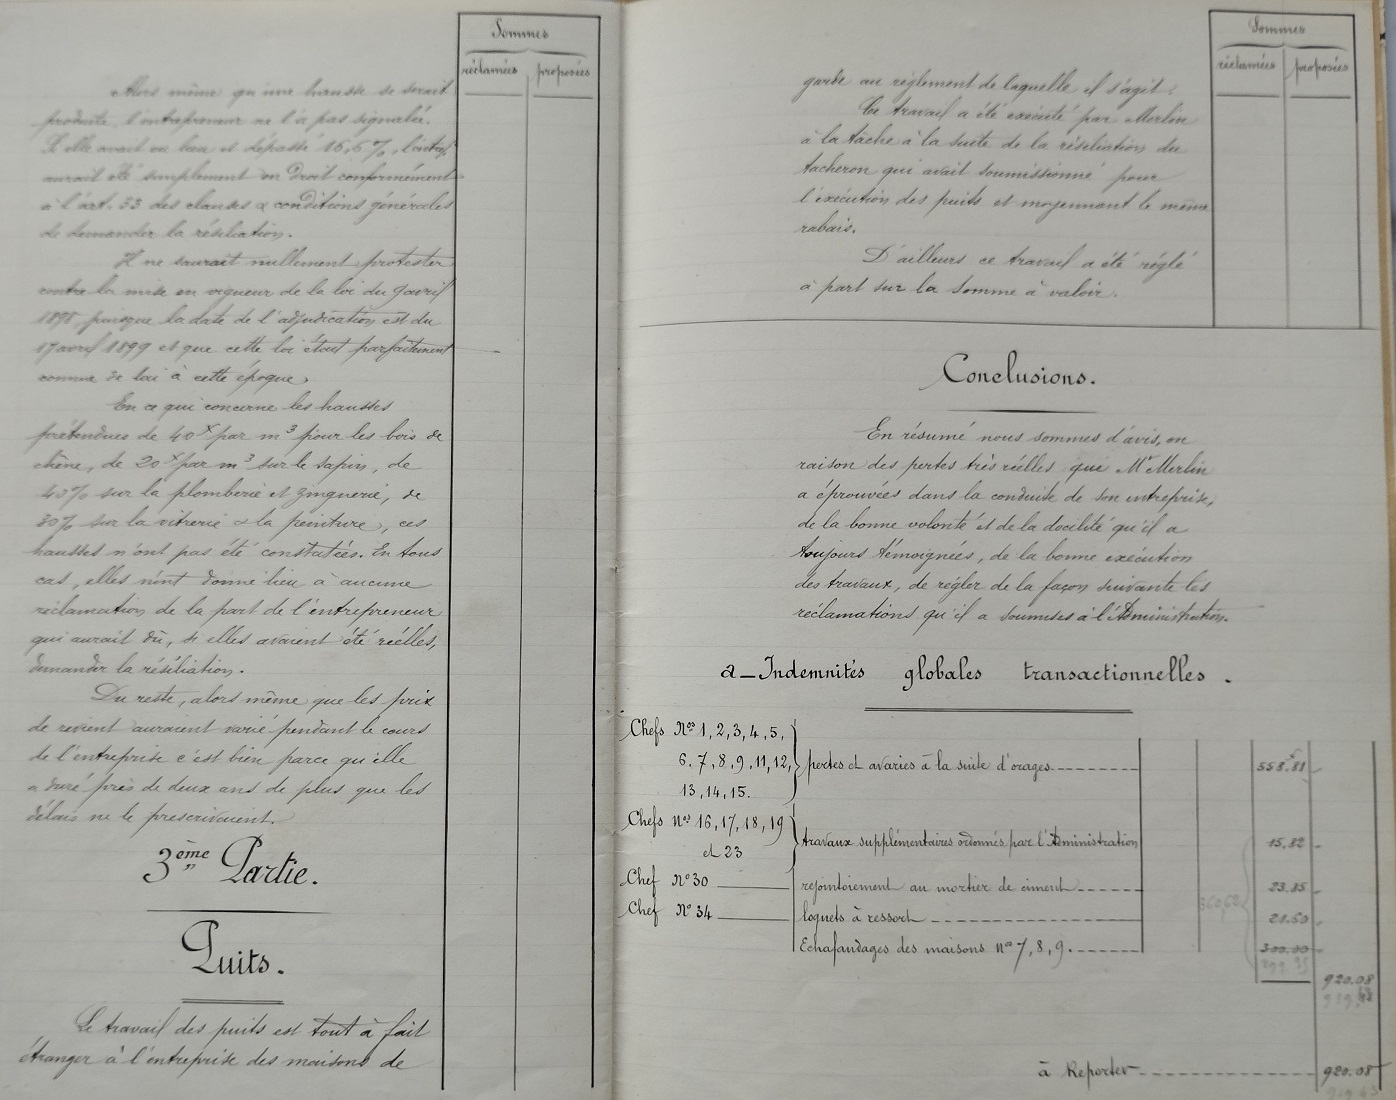 Sommes
réclamées proposées
Alors même qu'une hausse se serait
produite, l'entrepreneur ne l'a pas signalée.
Si elle avait eu lieu et dépassé 16,6 %, l'entrepr
aurait été simplement en droit conformément
à l'art. 33 des clauses & conditions générales
de demander la résiliation.
Il ne saurait nullement protester
contre la mise en vigueur de la loi du 9 avril
1898, puisque la date de l'adjudication est du
17 avril 1899 et que cette loi était parfaitement
connue de lui à cette époque.
En ce qui concerne les hausses
prétendues de 40 par m³ pour les bois de
chêne, de 20 par m³ sur le sapin, de
40% sur la plomberie et zinguerie, de
30% sur la vitrerie & la peinture, ces
hausses n'ont pas été constatées. En tous
cas, elles n'ont donné lieu à aucune
réclamation de la part de l'entrepreneur
qui aurait dû, si elles avaient été réelles,
demander la résiliation.
Du reste, alors même que les prix
de revient auraient varié pendant le cours
de l'entreprise c'est bien parce qu'elle
a duré près de deux ans de plus que les
délais ne le prescrivaient.
3ème Partie.
Puits.
Le travail des puits est tout à fait
étranger à l'entreprise des maisons de
Sommes
réclamées proposées
garde au règlement de laquelle il s'agit.
Ce travail a été exécuté par Merlin
à la tâche à la suite de la résiliation du
tacheron qui avait soumissionné pour
l'exécution des puits et moyennant le même
rabais.
D'ailleurs ce travail a été réglé
à part sur la somme à valoir.
Conclusions.
En résumé nous sommes d'avis, en
raison des pertes très réelles que Mr Merlin
a éprouvées dans la conduite de son entreprise,
de la bonne volonté et de la docilité qu'il a
toujours témoignées, de la bonne exécution
des travaux, de régler de la façon suivante les
réclamations qu'il a soumises à l'Administration.
a _ Indemnités globales transactionnelles.
Chefs Nos 1, 2, 3, 4, 5,
6, 7, 8, 9, 11, 12, pertes et avaries à la suite d'orages 558.81
13, 14, 15.
Chefs Nos 16, 17, 18, 19
et 23 travaux supplémentaires ordonnés par l'Administration 15.82
Chef N° 30 rejointoiement au mortier de ciment 23.85
Chef N° 34 loquets à ressort 21.60
360,62
Echafaudages des maisons Nos 7, 8, 9. 300.00
299.35
920.08
919,43
à Reporter 920.08
919.43